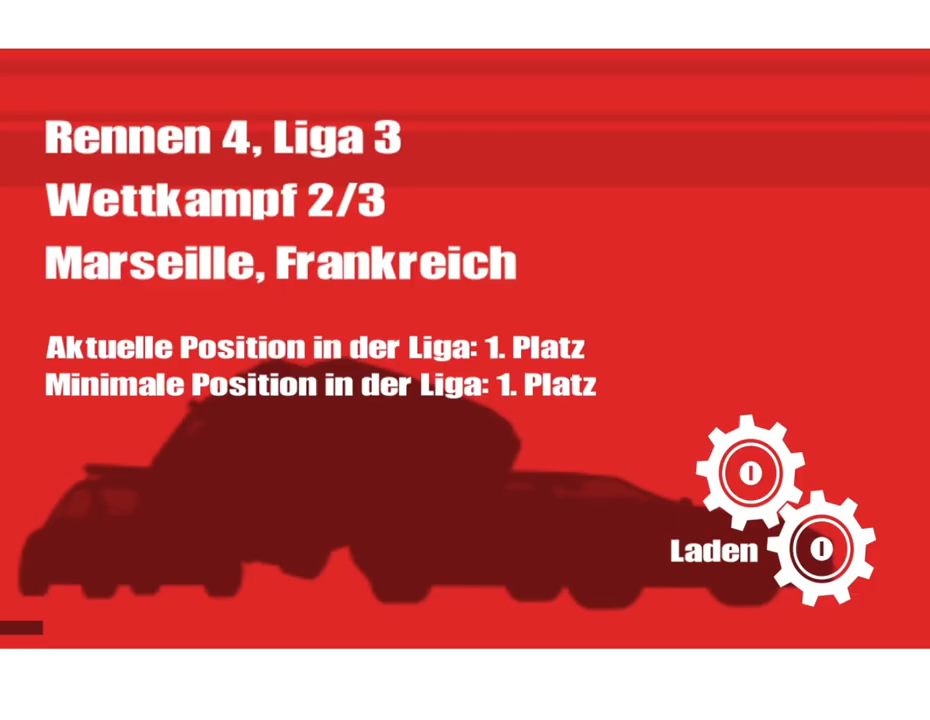 Rennen 4, Liga 3
Wettkampf 2/3
Marseille, Frankreich
Aktuelle Position in der Liga: 1. Platz
Minimale Position in der Liga: 1. Platz
Laden